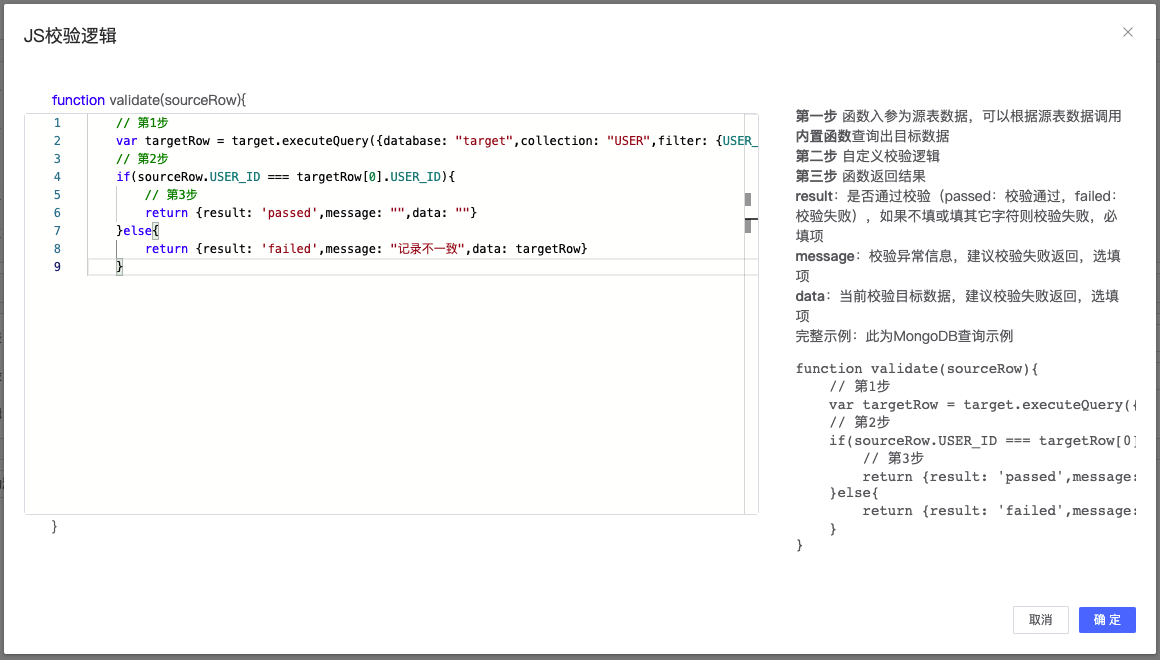 JS校验逻辑
function validate(sourceRow){
1 // 第1步
2 var targetRow = target.executeQuery({database: "target",collection: "USER",filter: {USER_
3 // 第2步
4 if(sourceRow.USER_ID === targetRow[0].USER_ID){
5 // 第3步
6 return {result: 'passed',message: "",data: ""}
7 }else{
8 return {result: 'failed',message: "记录不一致",data: targetRow}
9 }
}
第一步 函数入参为源表数据，可以根据源表数据调用
内置函数查询出目标数据
第二步 自定义校验逻辑
第三步 函数返回结果
result：是否通过校验（passed：校验通过，failed：
校验失败），如果不填或填其它字符则校验失败，必
填项
message：校验异常信息，建议校验失败返回，选填
项
data：当前校验目标数据，建议校验失败返回，选填
项
完整示例：此为MongoDB查询示例
function validate(sourceRow){
// 第1步
var targetRow = target.executeQuery({
// 第2步
if(sourceRow.USER_ID === targetRow[0]
// 第3步
return {result: 'passed',message:
}else{
return {result: 'failed',message:
}
}
取消
确 定